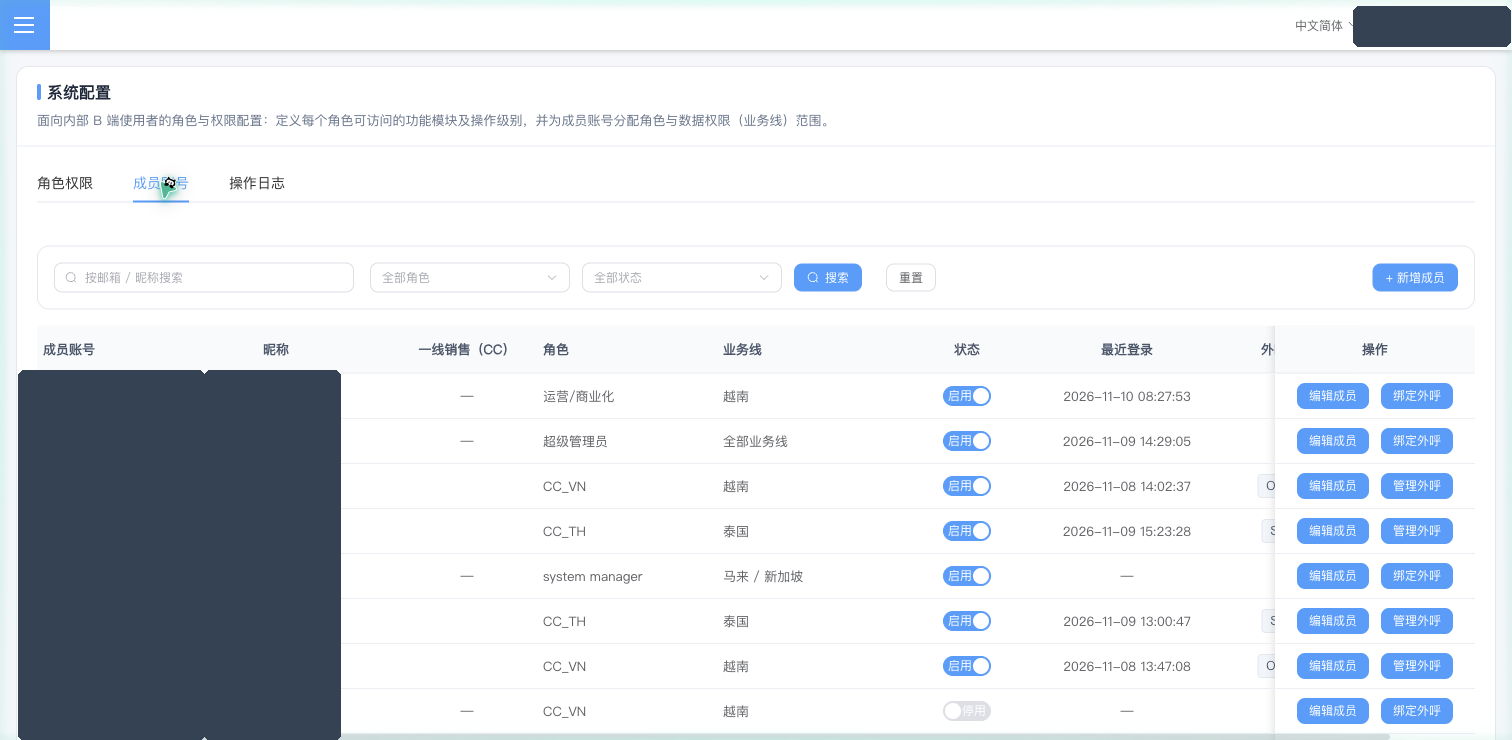 中文简体
系统配置
面向内部 B 端使用者的角色与权限配置：定义每个角色可访问的功能模块及操作级别，并为成员账号分配角色与数据权限（业务线）范围。
角色权限 成员账号 操作日志
按邮箱 / 昵称搜索 全部角色 全部状态 搜索 重置 + 新增成员
成员账号 昵称 一线销售（CC） 角色 业务线 状态 最近登录 外 操作
— 运营/商业化 越南 启用 2026-11-10 08:27:53 编辑成员 绑定外呼
— 超级管理员 全部业务线 启用 2026-11-09 14:29:05 编辑成员 绑定外呼
CC_VN 越南 启用 2026-11-08 14:02:37 编辑成员 管理外呼
CC_TH 泰国 启用 2026-11-09 15:23:28 编辑成员 管理外呼
— system manager 马来 / 新加坡 启用 — 编辑成员 绑定外呼
CC_TH 泰国 启用 2026-11-09 13:00:47 编辑成员 管理外呼
CC_VN 越南 启用 2026-11-08 13:47:08 编辑成员 管理外呼
— CC_VN 越南 停用 — 编辑成员 绑定外呼